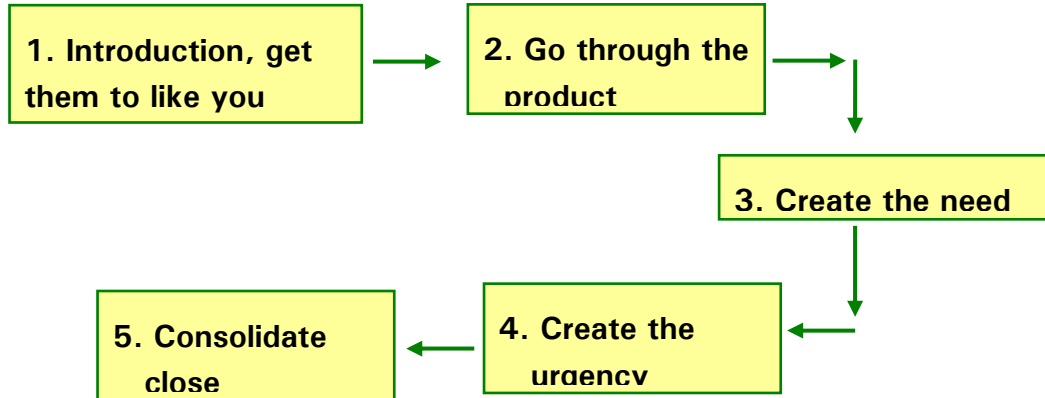 1. Introduction, get
them to like you
2. Go through the
product
3. Create the need
4. Create the
urgency
5. Consolidate
close